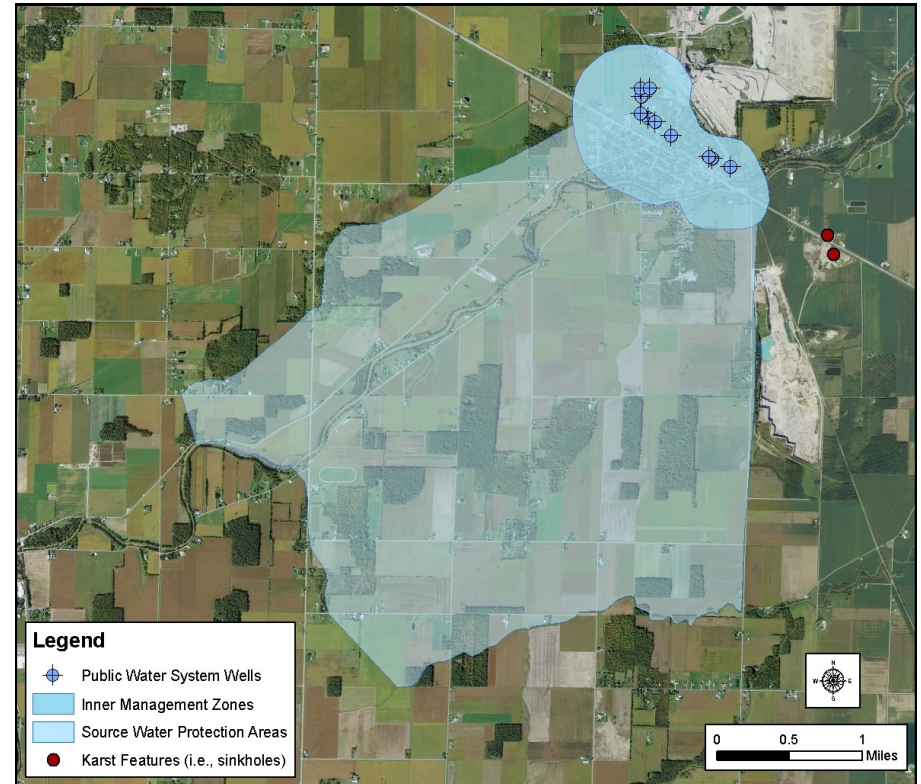 N
W E
S
Legend
Public Water System Wells
Inner Management Zones
Source Water Protection Areas
Karst Features (i.e., sinkholes)
0 0.5 1
Miles